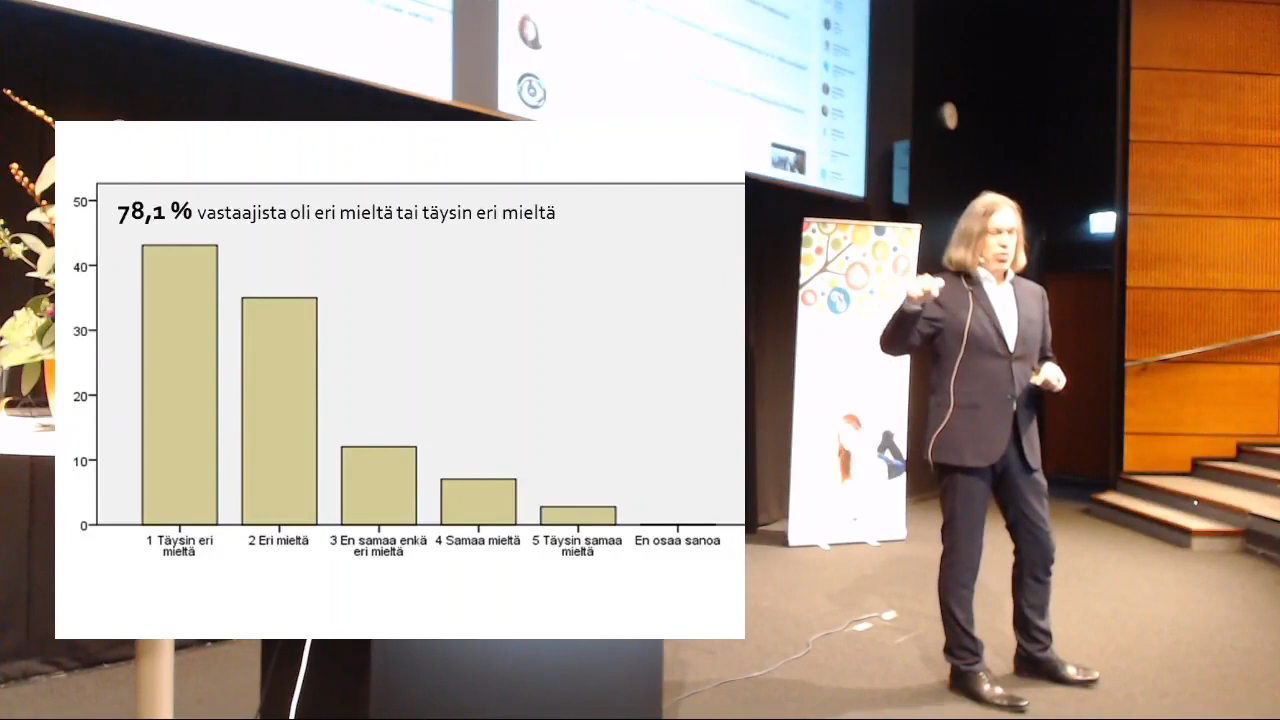 50
78,1 % vastaajista oli eri mieltä tai täysin eri mieltä
40
30
20
10
0
1 Täysin eri mieltä
2 Eri mieltä
3 En samaa enkä eri mieltä
4 Samaa mieltä
5 Täysin samaa mieltä
En osaa sanoa